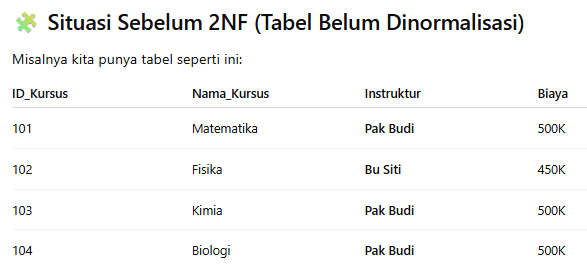 🧩 Situasi Sebelum 2NF (Tabel Belum Dinormalisasi)
Misalnya kita punya tabel seperti ini:
ID_Kursus Nama_Kursus Instruktur Biaya
101 Matematika Pak Budi 500K
102 Fisika Bu Siti 450K
103 Kimia Pak Budi 500K
104 Biologi Pak Budi 500K